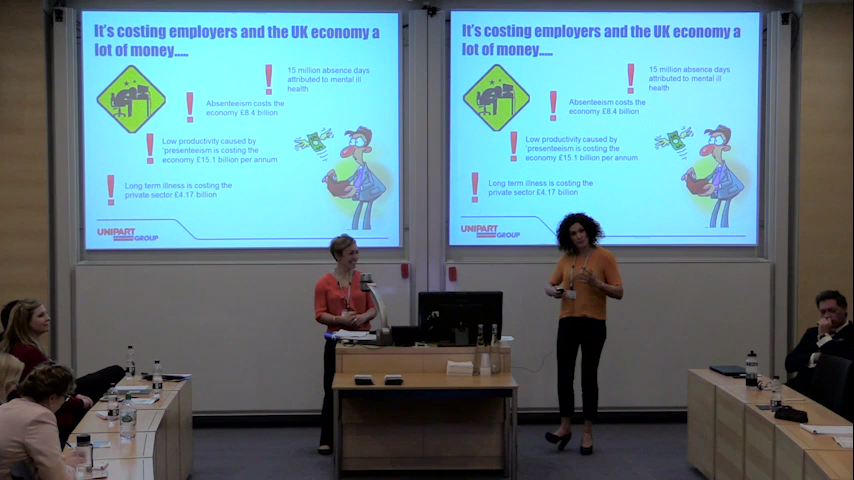 It's costing employers and the UK economy a
lot of money.....
15 million absence days
attributed to mental ill
health
Absenteeism costs the
economy £8.4 billion
Low productivity caused by
'presenteeism is costing the
economy £15.1 billion per annum
Long term illness is costing the
private sector £4.17 billion
UNIPART
GROUP
It's costing employers and the UK economy a
lot of money.....
15 million absence days
attributed to mental ill
health
Absenteeism costs the
economy £8.4 billion
Low productivity caused by
'presenteeism is costing the
economy £15.1 billion per annum
Long term illness is costing the
private sector £4.17 billion
UNIPART
GROUP